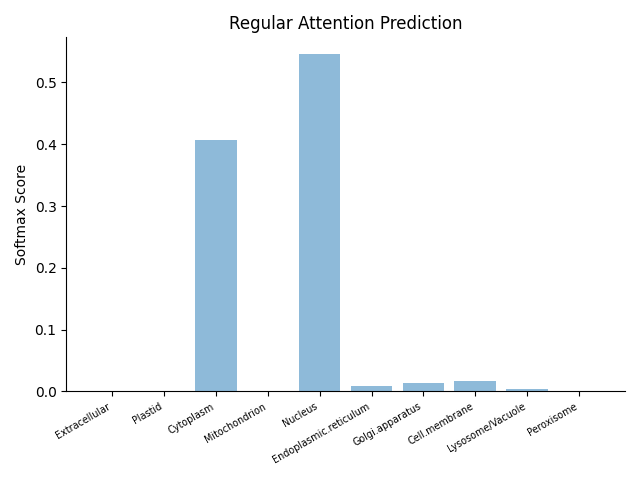 Regular Attention Prediction
Softmax Score
0.5
0.4
0.3
0.2
0.1
0.0
Extracellular
Plastid
Cytoplasm
Mitochondrion
Nucleus
Endoplasmic.reticulum
Golgi.apparatus
Cell.membrane
Lysosome/Vacuole
Peroxisome